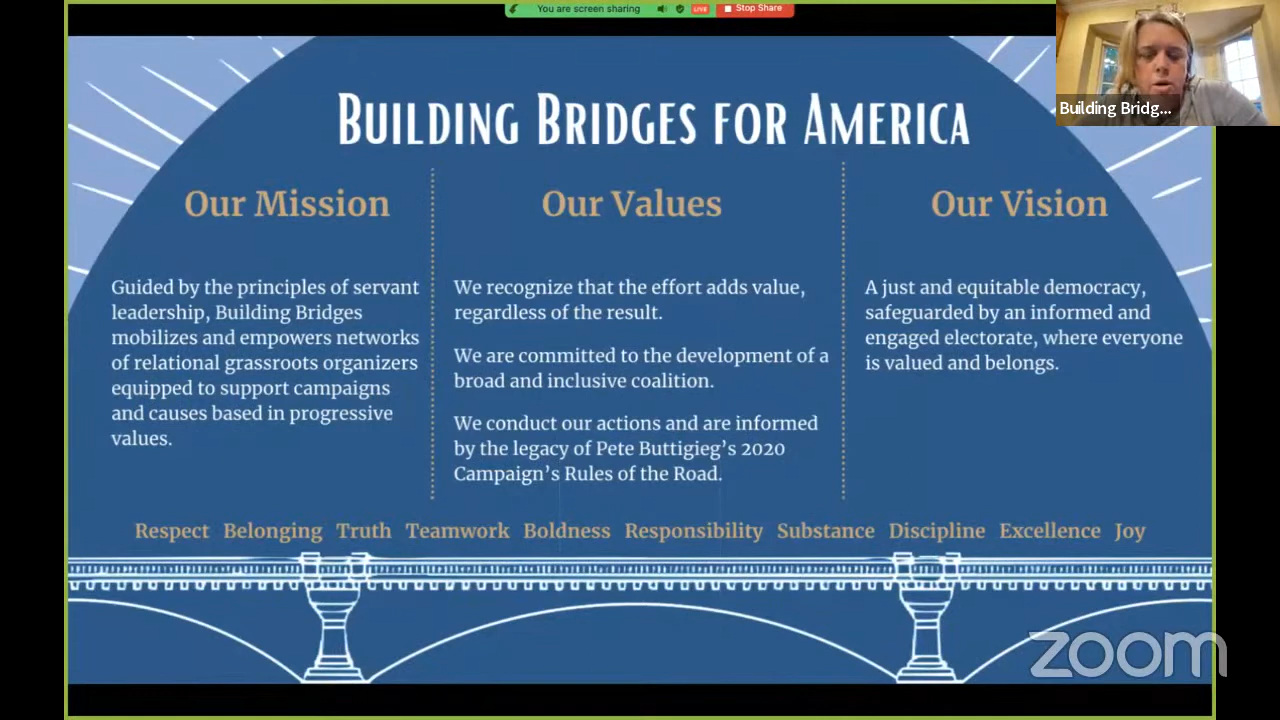 You are screen sharing LIVE Stop Share
Building Bridg...
BUILDING BRIDGES FOR AMERICA
Our Mission
Guided by the principles of servant
leadership, Building Bridges
mobilizes and empowers networks
of relational grassroots organizers
equipped to support campaigns
and causes based in progressive
values.
Our Values
We recognize that the effort adds value,
regardless of the result.
We are committed to the development of a
broad and inclusive coalition.
We conduct our actions and are informed
by the legacy of Pete Buttigieg's 2020
Campaign's Rules of the Road.
Our Vision
A just and equitable democracy,
safeguarded by an informed and
engaged electorate, where everyone
is valued and belongs.
Respect Belonging Truth Teamwork Boldness Responsibility Substance Discipline Excellence Joy
zoom